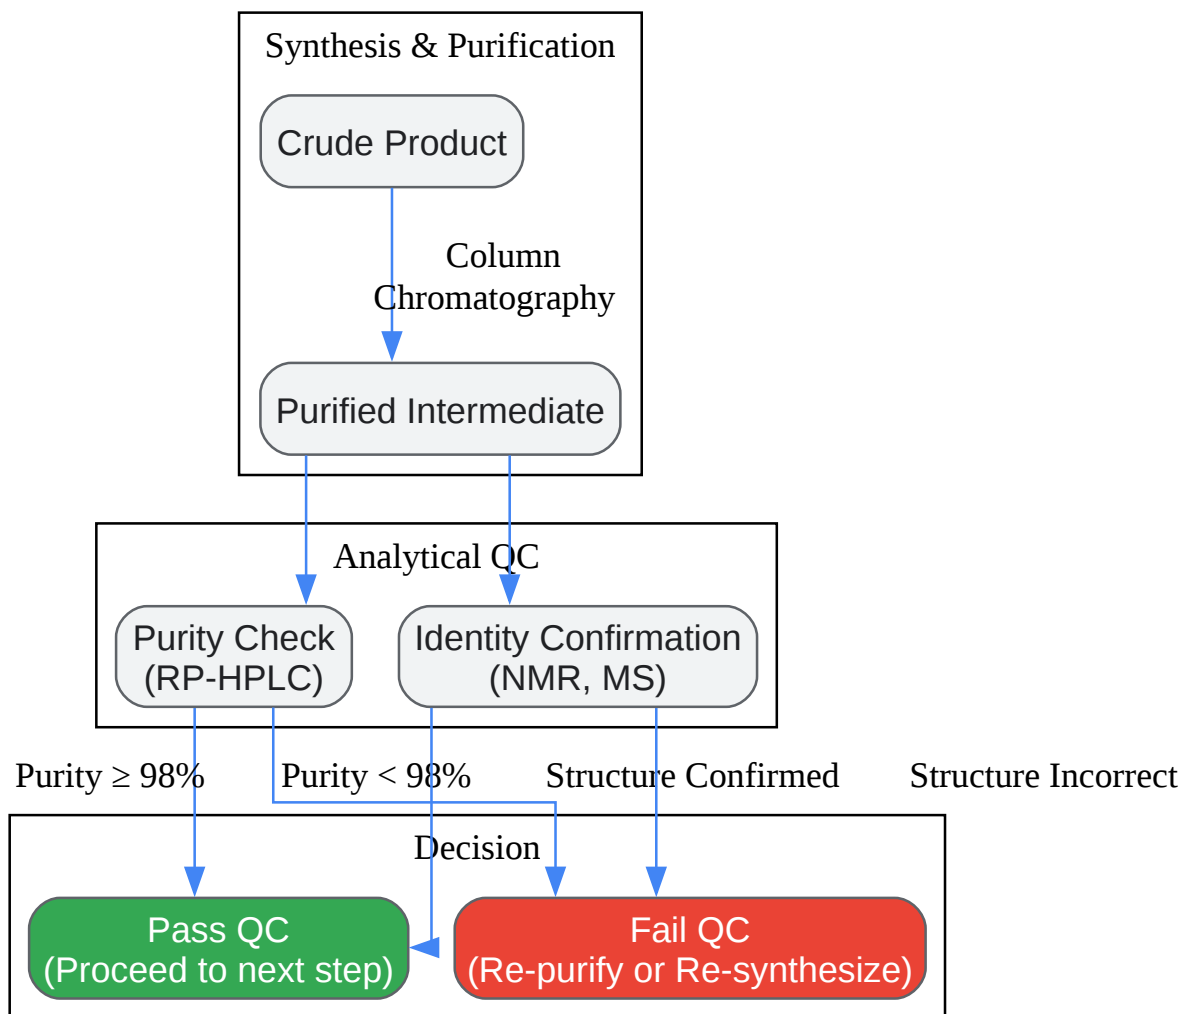 Synthesis & Purification
Crude Product
Column
Chromatography
Purified Intermediate
Analytical QC
Purity Check
(RP-HPLC)
Identity Confirmation
(NMR, MS)
Purity ≥ 98%
Purity < 98%
Structure Confirmed
Structure Incorrect
Decision
Pass QC
(Proceed to next step)
Fail QC
(Re-purify or Re-synthesize)